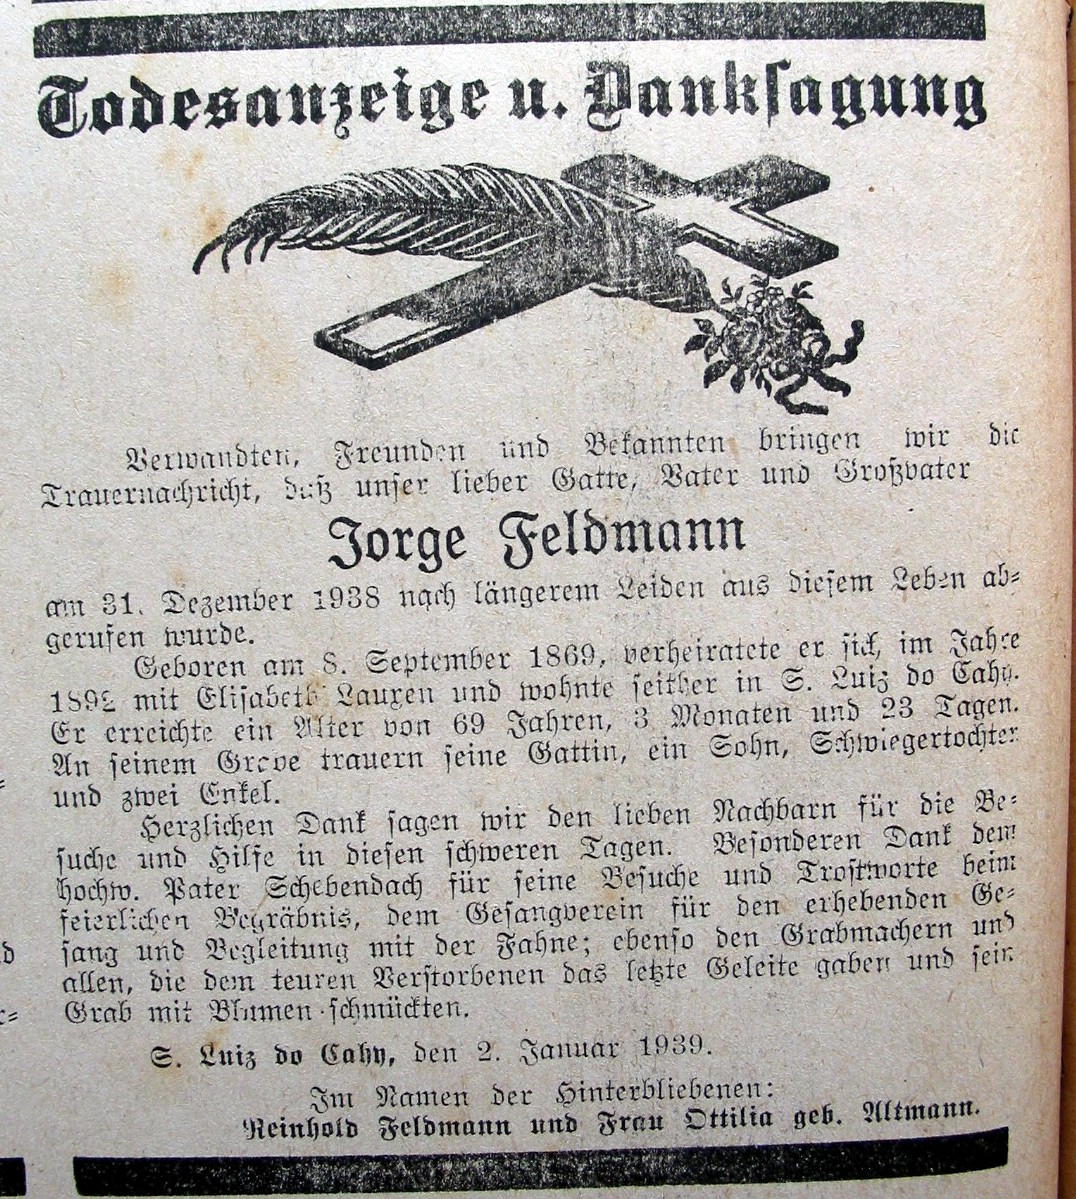 Todesanzeige u. Danksagung
Verwandten, Freunden und Bekannten bringen wir die
Trauernachricht, daß unser lieber Gatte, Vater und Großvater
Jorge Feldmann
am 31. Dezember 1938 nach längerem Leiden aus diesem Leben ab-
gerufen wurde.
Geboren am 8. September 1869, verheiratete er sich im Jahre
1892 mit Elisabeth Lauxen und wohnte seither in S. Luiz do Cahy.
Er erreichte ein Alter von 69 Jahren, 3 Monaten und 23 Tagen.
An seinem Grabe trauern seine Gattin, ein Sohn, Schwiegertochter
und zwei Enkel.
Herzlichen Dank sagen wir den lieben Nachbarn für die Be-
suche und Hilfe in diesen schweren Tagen. Besonderen Dank dem
hochw. Pater Schebendach für seine Besuche und Trostworte beim
feierlichen Begräbnis, dem Gesangverein für den erhebenden Ge-
sang und Begleitung mit der Fahne; ebenso den Grabmachern und
allen, die dem teuren Verstorbenen das letzte Geleite gaben und sein
Grab mit Blumen schmückten.
S. Luiz do Cahy, den 2. Januar 1939.
Im Namen der Hinterbliebenen:
Reinhold Feldmann und Frau Ottilia geb. Altmann.